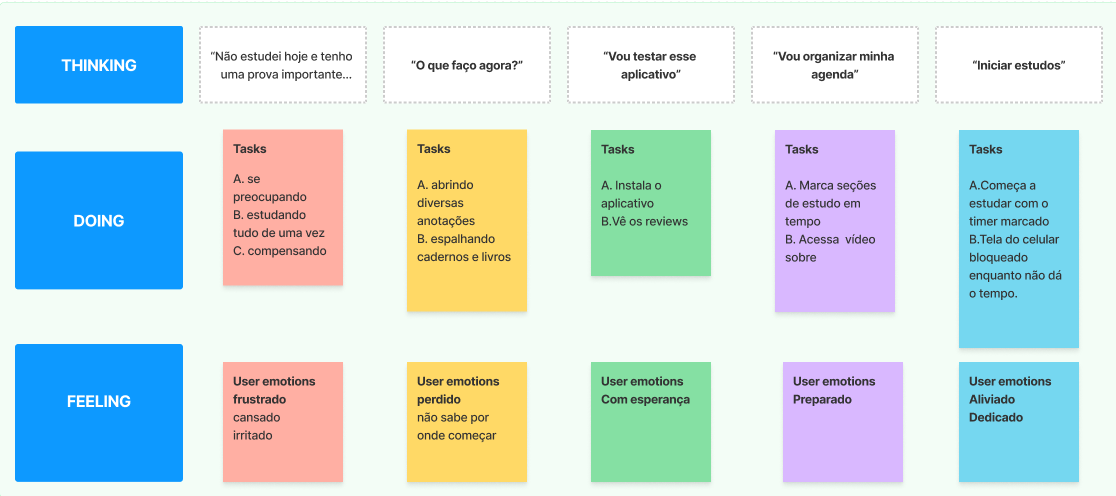 THINKING
“Não estudei hoje e tenho
uma prova importante...
“O que faço agora?”
“Vou testar esse
aplicativo”
“Vou organizar minha
agenda”
“Iniciar estudos”
DOING
Tasks
A. se
preocupando
B. estudando
tudo de uma vez
C. compensando
Tasks
A. abrindo
diversas
anotações
B. espalhando
cadernos e livros
Tasks
A. Instala o
aplicativo
B.Vê os reviews
Tasks
A. Marca seções
de estudo em
tempo
B. Acessa vídeo
sobre
Tasks
A.Começa a
estudar com o
timer marcado
B.Tela do celular
bloqueado
enquanto não dá
o tempo.
FEELING
User emotions
frustrado
cansado
irritado
User emotions
perdido
não sabe por
onde começar
User emotions
Com esperança
User emotions
Preparado
User emotions
Aliviado
Dedicado